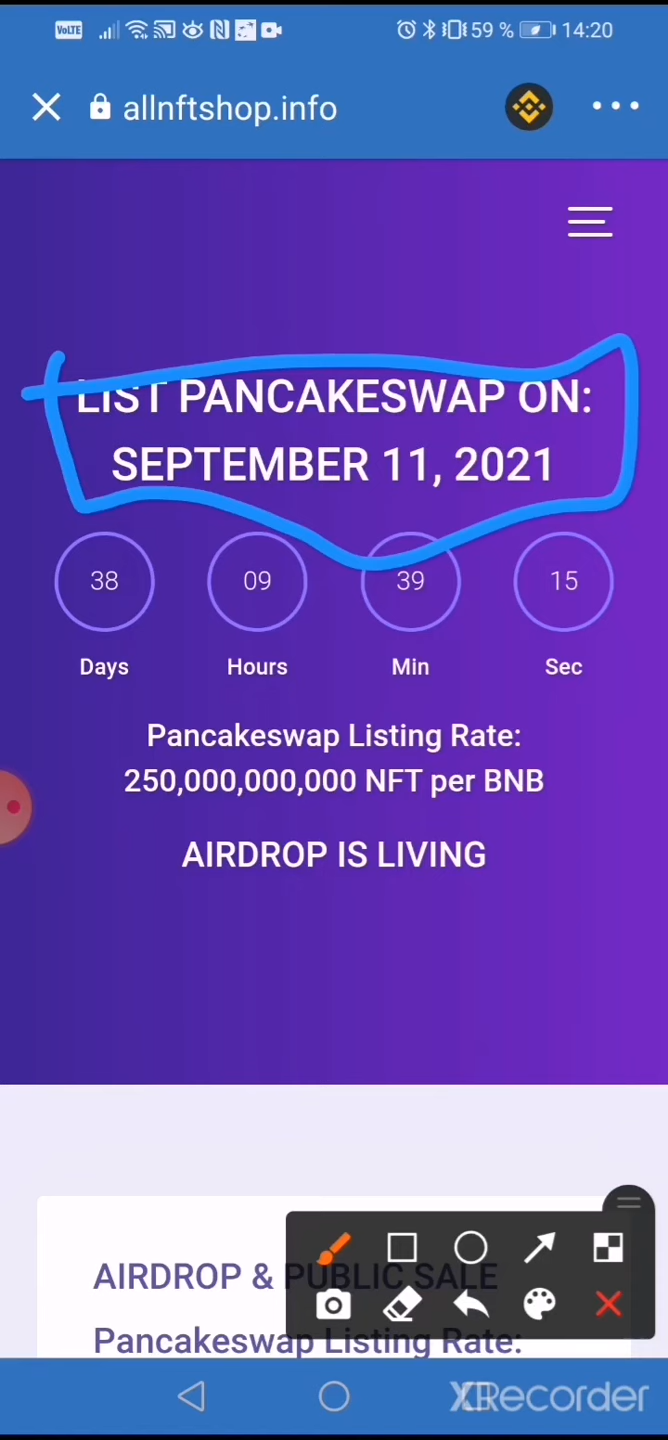 VoLTE
59 %
14:20
allnftshop.info
LIST PANCAKESWAP ON:
SEPTEMBER 11, 2021
38
09
39
15
Days
Hours
Min
Sec
Pancakeswap Listing Rate:
250,000,000,000 NFT per BNB
AIRDROP IS LIVING
AIRDROP & PUBLIC SALE
Pancakeswap Listing Rate:
XRecorder